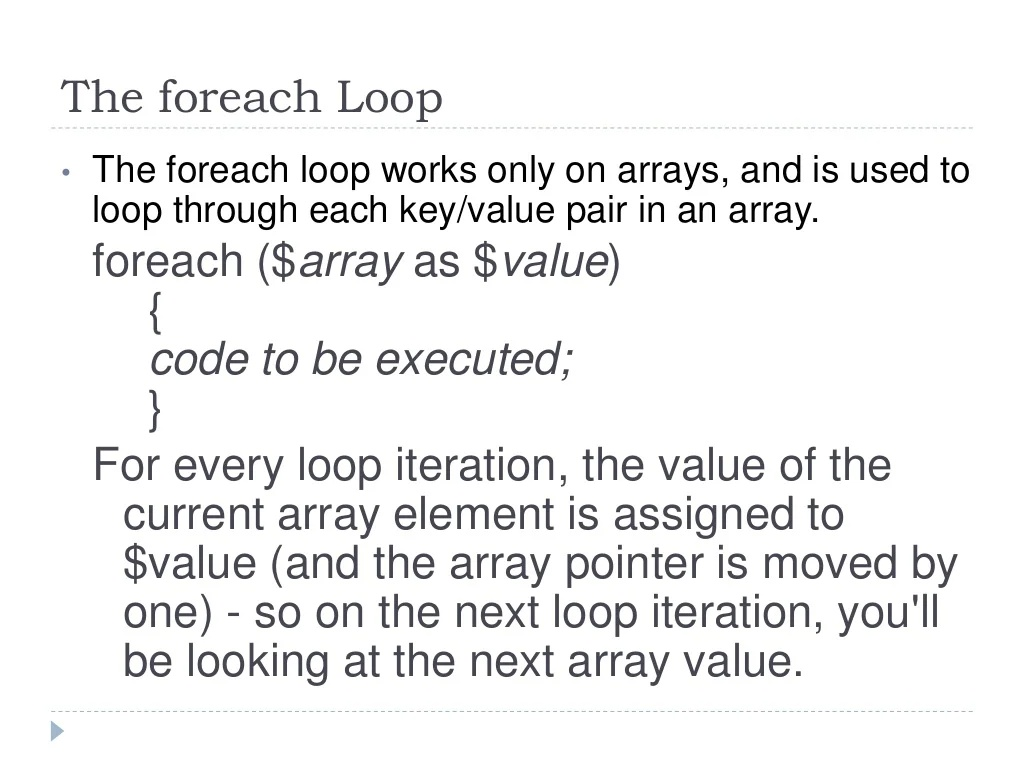 The foreach Loop
• The foreach loop works only on arrays, and is used to
loop through each key/value pair in an array.
foreach ($array as $value)
{
code to be executed;
}
For every loop iteration, the value of the
current array element is assigned to
$value (and the array pointer is moved by
one) - so on the next loop iteration, you'll
be looking at the next array value.